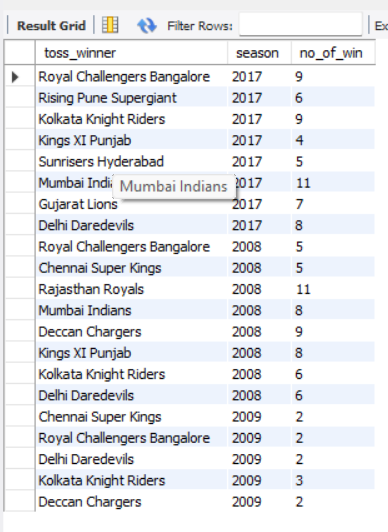 Result Grid Filter Rows: Ex
toss_winner season no_of_win
Royal Challengers Bangalore 2017 9
Rising Pune Supergiant 2017 6
Kolkata Knight Riders 2017 9
Kings XI Punjab 2017 4
Sunrisers Hyderabad 2017 5
Mumbai Indi Mumbai Indians 2017 11
Gujarat Lions 2017 7
Delhi Daredevils 2017 8
Royal Challengers Bangalore 2008 5
Chennai Super Kings 2008 5
Rajasthan Royals 2008 11
Mumbai Indians 2008 8
Deccan Chargers 2008 9
Kings XI Punjab 2008 8
Kolkata Knight Riders 2008 6
Delhi Daredevils 2008 6
Chennai Super Kings 2009 2
Royal Challengers Bangalore 2009 2
Delhi Daredevils 2009 2
Kolkata Knight Riders 2009 3
Deccan Chargers 2009 2